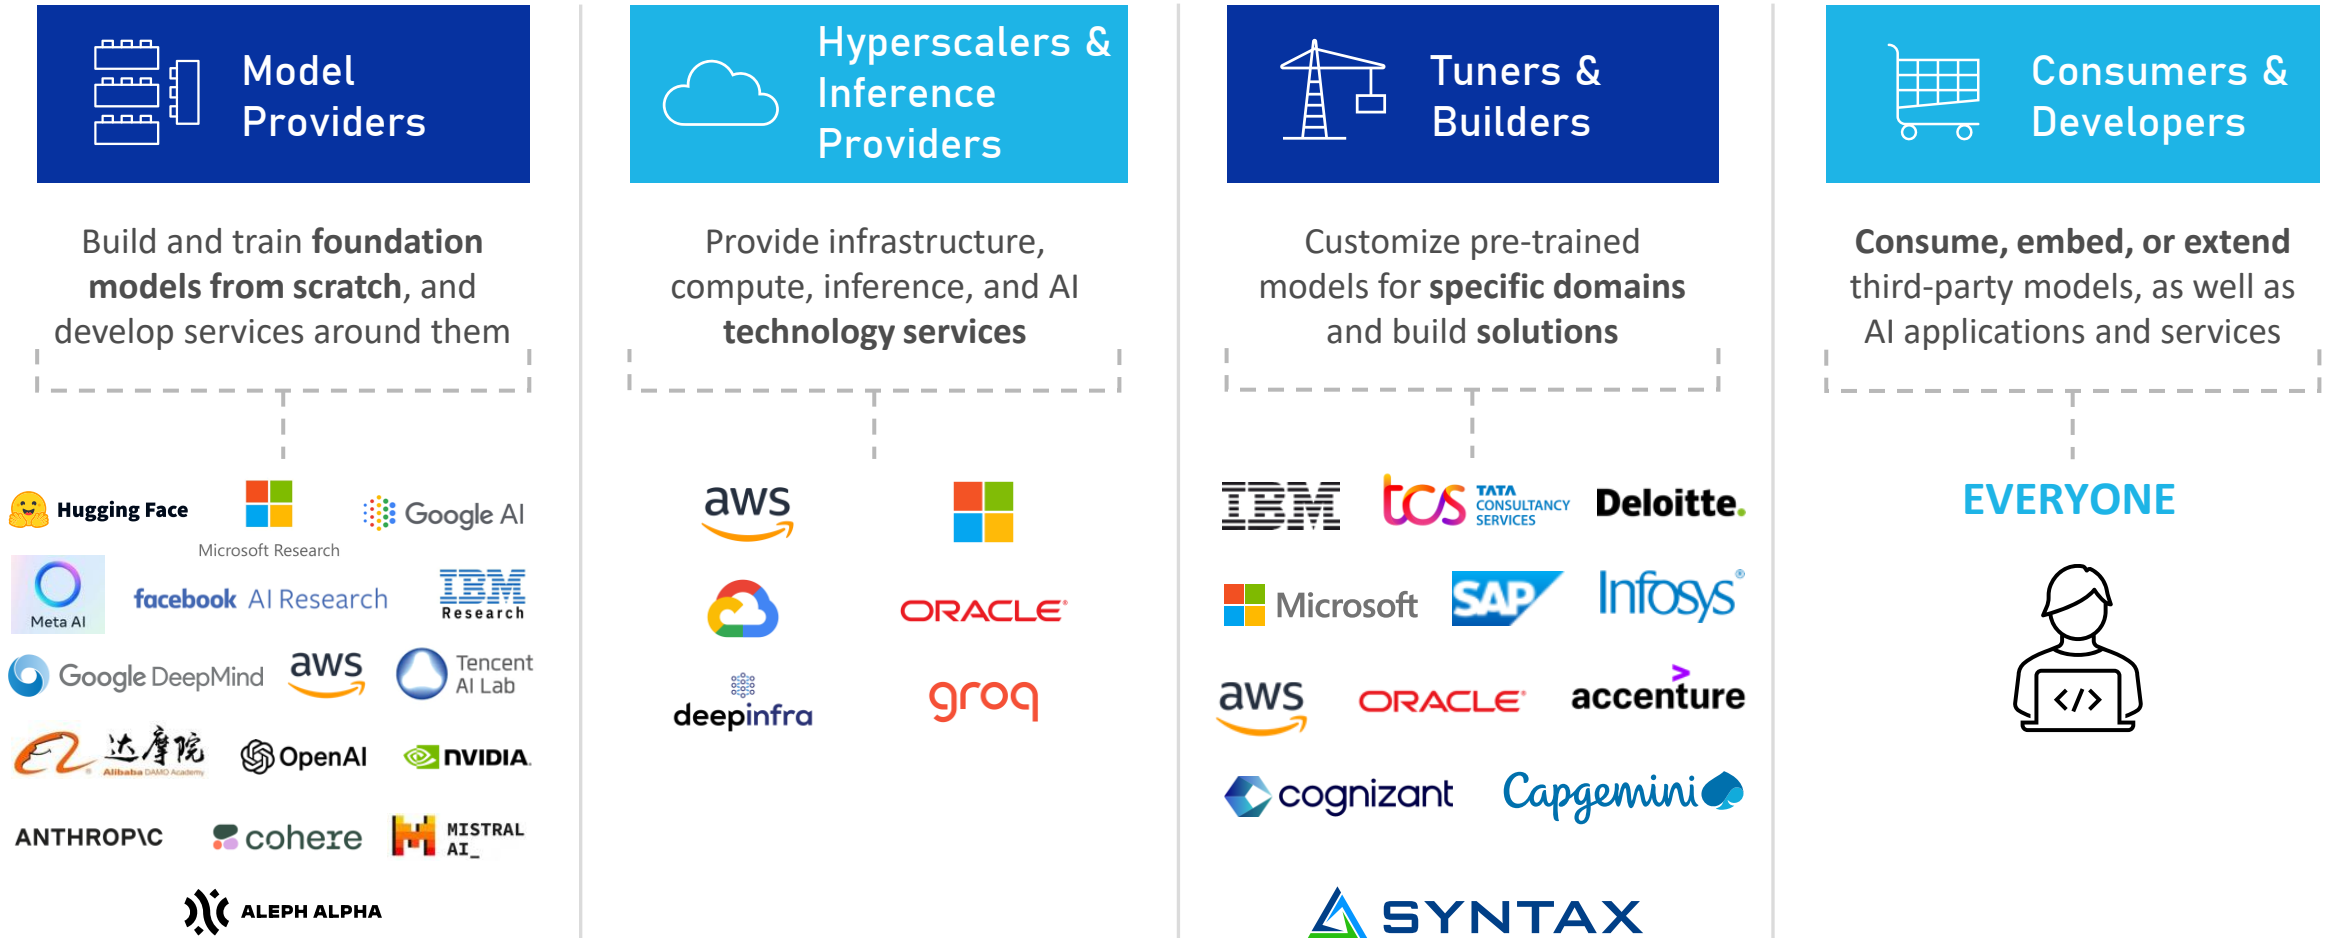 Model
Providers
Build and train foundation
models from scratch, and
develop services around them
Hugging Face
Microsoft Research
Google AI
Meta AI
facebook AI Research
IBM
Research
Google DeepMind
aws
Tencent
AI Lab
达摩院
Alibaba DAMO Academy
OpenAI
NVIDIA.
ANTHROP\C
cohere
MISTRAL
AI_
ALEPH ALPHA
Hyperscalers &
Inference
Providers
Provide infrastructure,
compute, inference, and AI
technology services
aws
ORACLE®
deepinfra
groq
Tuners &
Builders
Customize pre-trained
models for specific domains
and build solutions
IBM
tcs TATA
CONSULTANCY
SERVICES
Deloitte.
Microsoft
SAP
Infosys®
aws
ORACLE®
accenture
cognizant
Capgemini
SYNTAX
Consumers &
Developers
Consume, embed, or extend
third-party models, as well as
AI applications and services
EVERYONE
</>